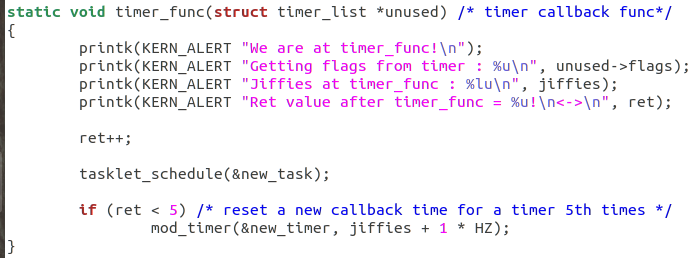 static void timer_func(struct timer_list *unused) /* timer callback func*/
{
        printk(KERN_ALERT "We are at timer_func!\n");
        printk(KERN_ALERT "Getting flags from timer : %u\n", unused->flags);
        printk(KERN_ALERT "Jiffies at timer_func : %lu\n", jiffies);
        printk(KERN_ALERT "Ret value after timer_func = %u!\n<->\n", ret);

        ret++;

        tasklet_schedule(&new_task);

        if (ret < 5) /* reset a new callback time for a timer 5th times */
                mod_timer(&new_timer, jiffies + 1 * HZ);
}